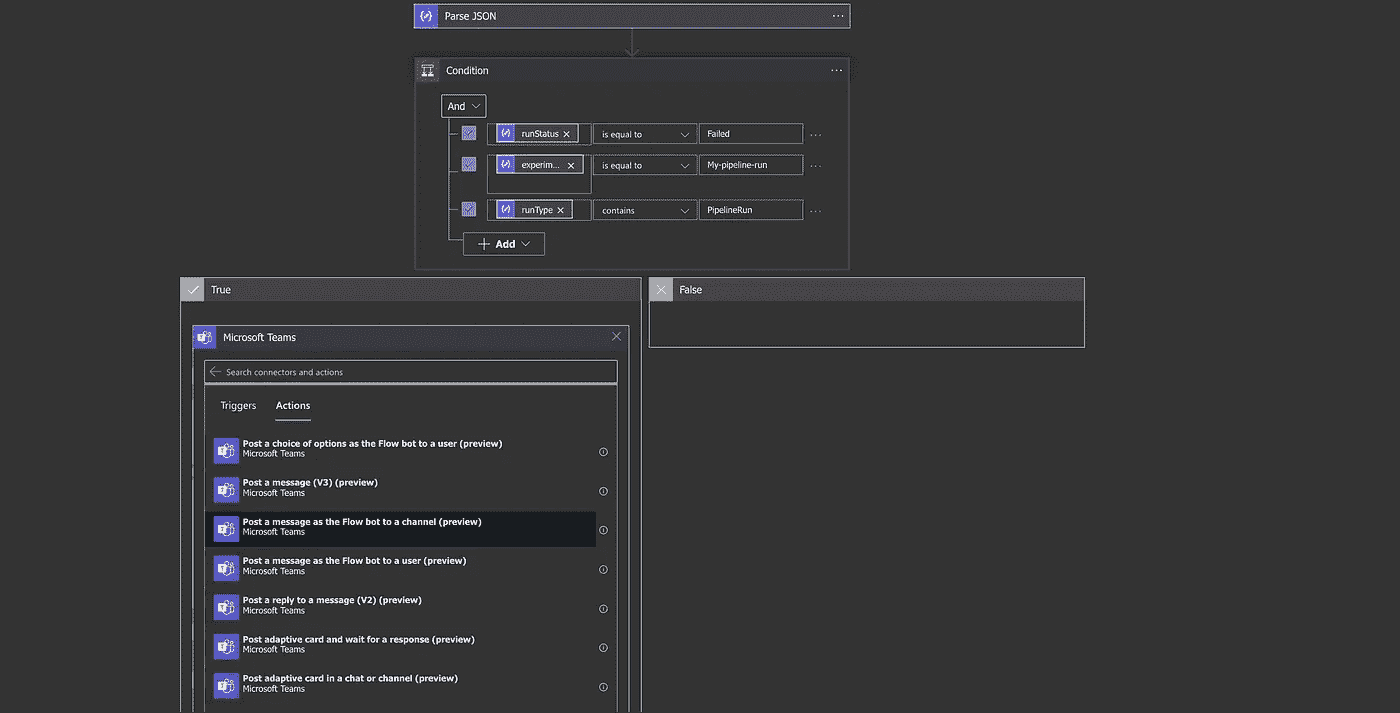 Parse JSON
Condition
And
runStatus is equal to Failed
experim... is equal to My-pipeline-run
runType contains PipelineRun
Add
True
False
Microsoft Teams
Search connectors and actions
Triggers Actions
Post a choice of options as the Flow bot to a user (preview)
Microsoft Teams
Post a message (V3) (preview)
Microsoft Teams
Post a message as the Flow bot to a channel (preview)
Microsoft Teams
Post a message as the Flow bot to a user (preview)
Microsoft Teams
Post a reply to a message (V2) (preview)
Microsoft Teams
Post adaptive card and wait for a response (preview)
Microsoft Teams
Post adaptive card in a chat or channel (preview)
Microsoft Teams